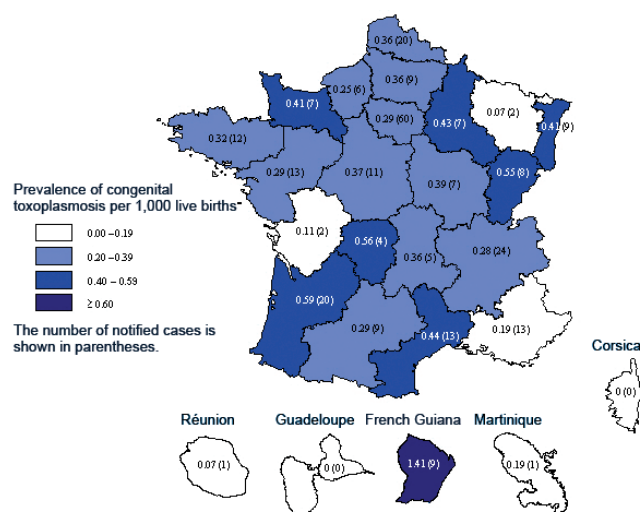 0.36 (20)
0.25 (6)
0.36 (9)
0.41 (7)
0.29 (60)
0.43 (7)
0.07 (2)
0.41 (9)
0.32 (12)
0.29 (13)
0.37 (11)
0.39 (7)
0.55 (8)
Prevalence of congenital
toxoplasmosis per 1,000 live births
0.00 – 0.19
0.20 – 0.39
0.40 – 0.59
≥ 0.60
The number of notified cases is
shown in parentheses.
0.11 (2)
0.56 (4)
0.36 (5)
0.28 (24)
0.59 (20)
0.29 (9)
0.44 (13)
0.19 (13)
Corsica
0 (0)
Réunion
Guadeloupe
French Guiana
Martinique
0.07 (1)
0 (0)
1.41 (9)
0.19 (1)